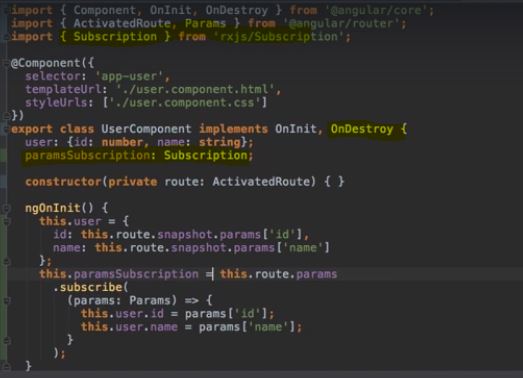 import { Component, OnInit, OnDestroy } from '@angular/core';
import { ActivatedRoute, Params } from '@angular/router';
import { Subscription } from 'rxjs/Subscription';
@Component({
selector: 'app-user',
templateUrl: './user.component.html',
styleUrls: ['./user.component.css']
})
export class UserComponent implements OnInit, OnDestroy {
user: {id: number, name: string};
paramsSubscription: Subscription;
constructor(private route: ActivatedRoute) { }
ngOnInit() {
this.user = {
id: this.route.snapshot.params['id'],
name: this.route.snapshot.params['name']
};
this.paramsSubscription = this.route.params
.subscribe(
(params: Params) => {
this.user.id = params['id'];
this.user.name = params['name'];
}
);
}